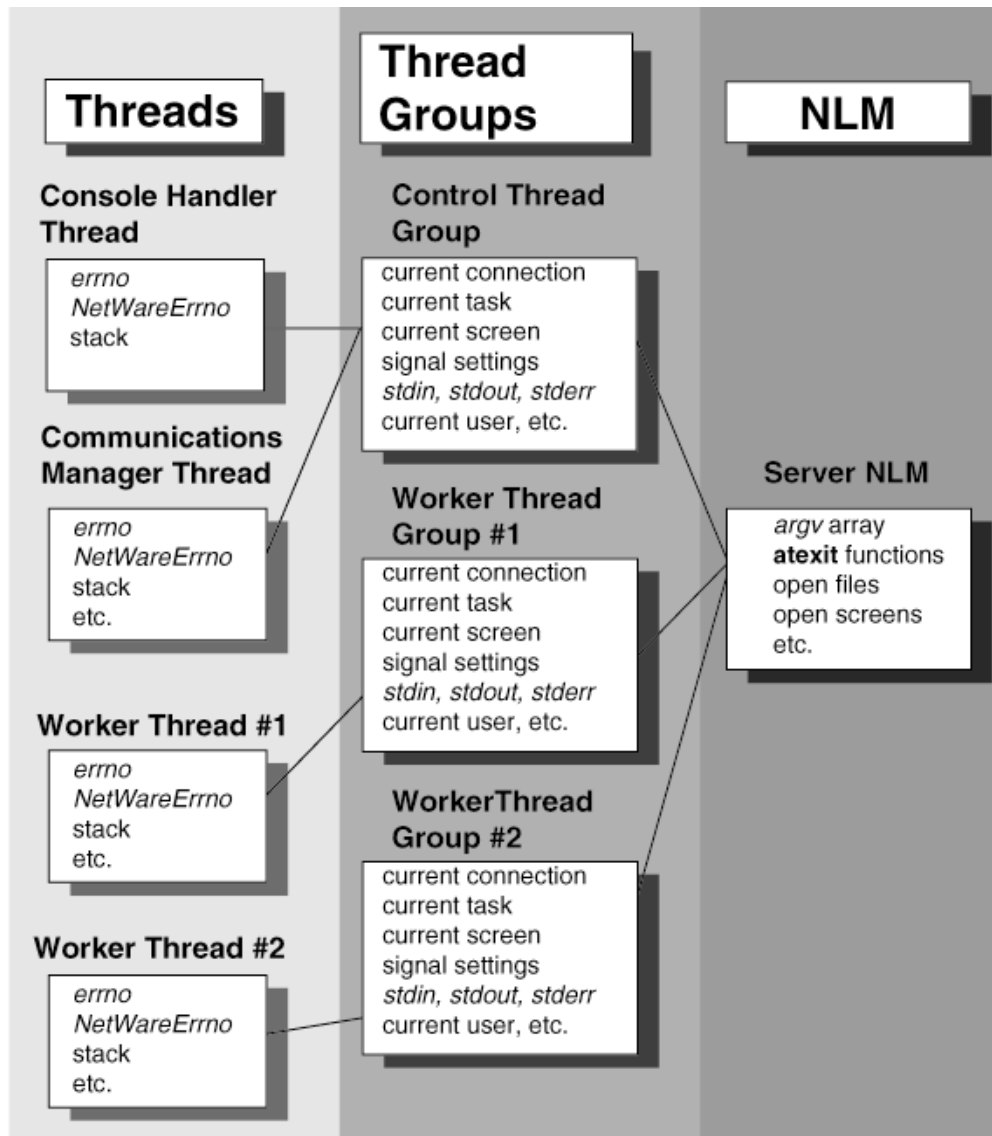 Threads
Console Handler
Thread
errno
NetWareErrno
stack
Communications
Manager Thread
errno
NetWareErrno
stack
etc.
Worker Thread #1
errno
NetWareErrno
stack
etc.
Worker Thread #2
errno
NetWareErrno
stack
etc.
Thread
Groups
Control Thread
Group
current connection
current task
current screen
signal settings
stdin, stdout, stderr
current user, etc.
Worker Thread
Group #1
current connection
current task
current screen
signal settings
stdin, stdout, stderr
current user, etc.
WorkerThread
Group #2
current connection
current task
current screen
signal settings
stdin, stdout, stderr
current user, etc.
NLM
Server NLM
argv array
atexit functions
open files
open screens
etc.